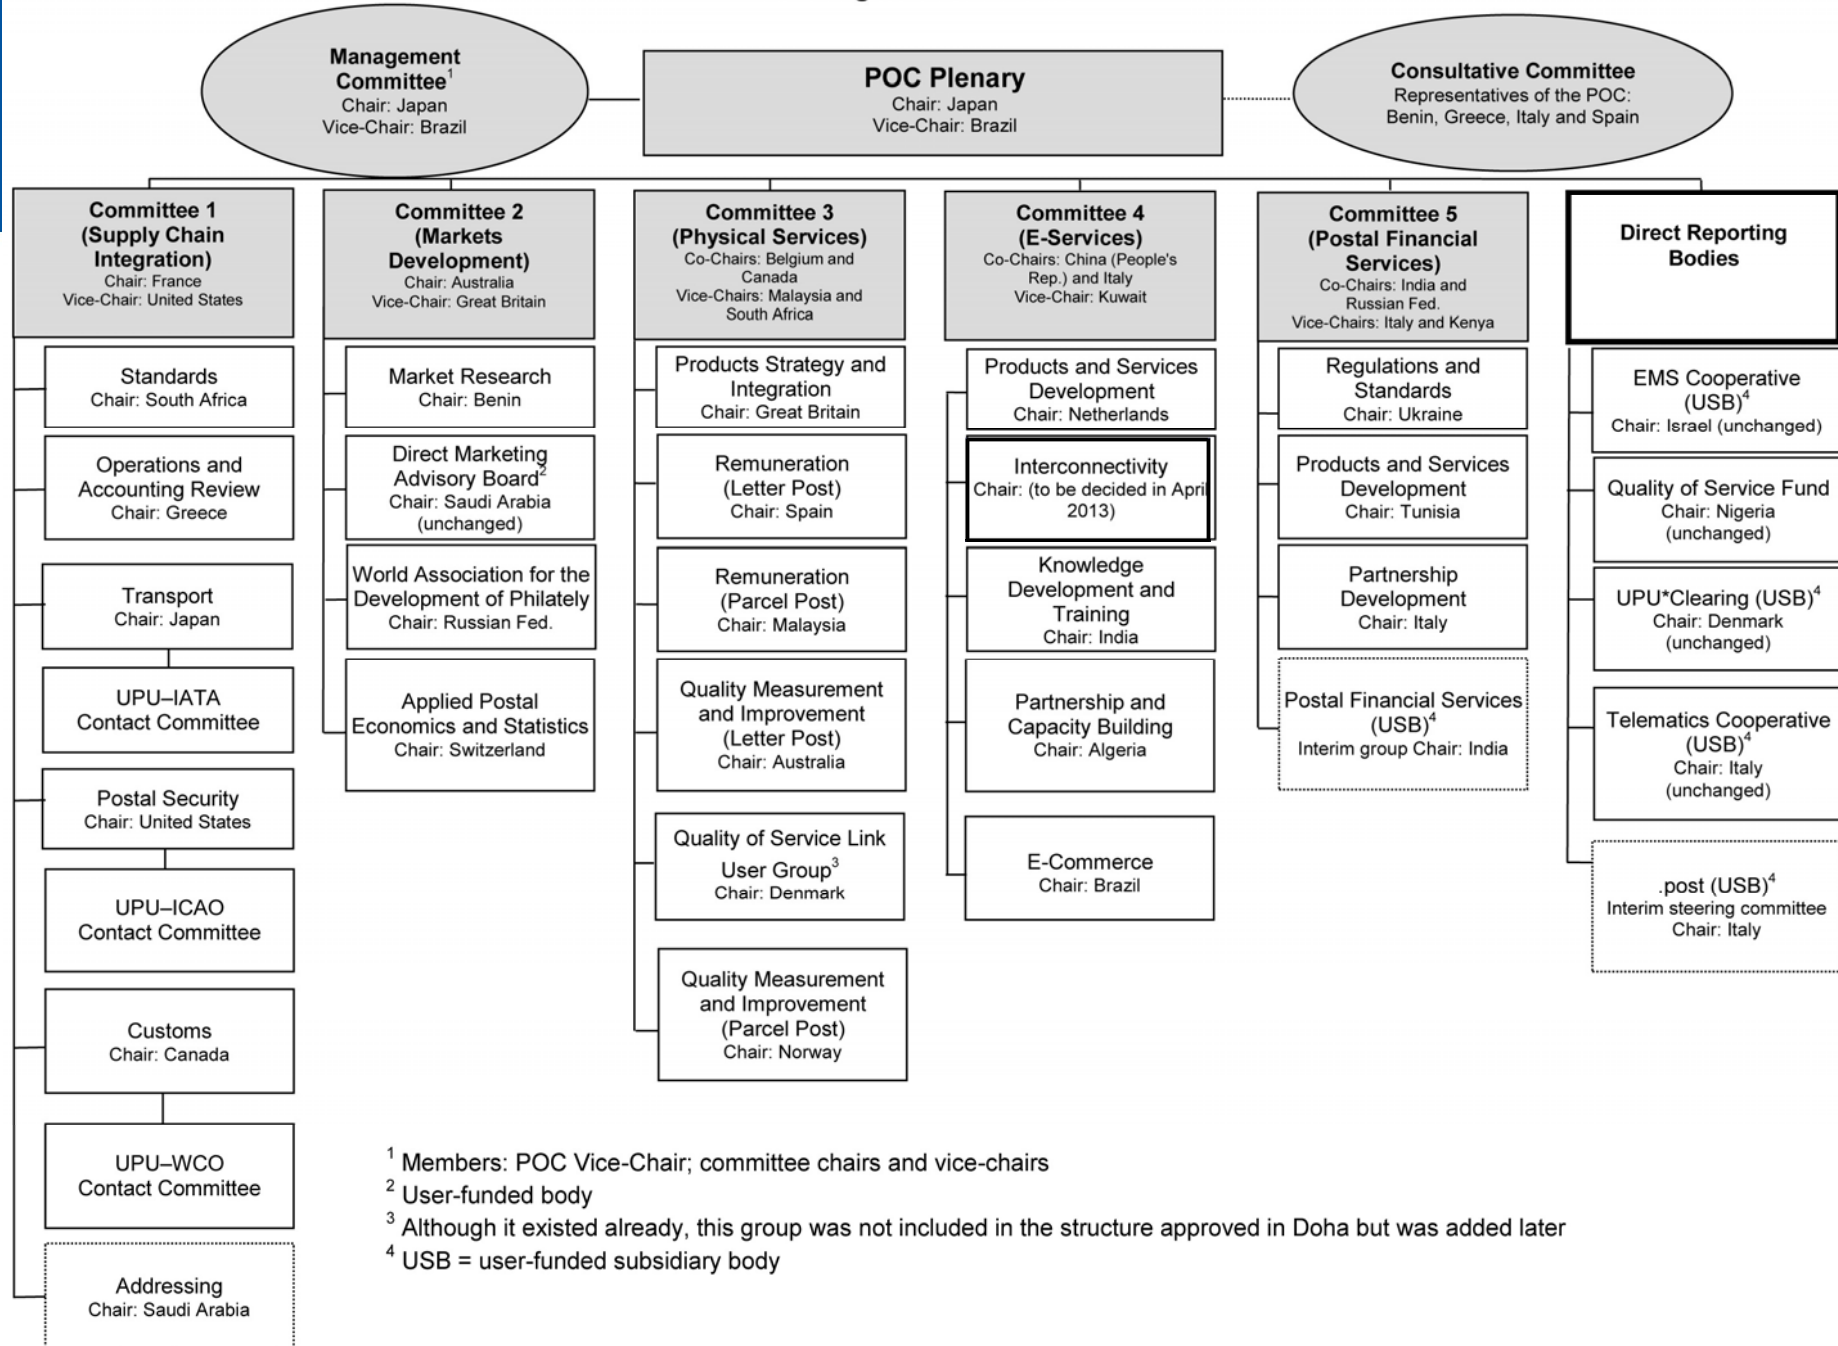 Management
Committee1
Chair: Japan
Vice-Chair: Brazil
POC Plenary
Chair: Japan
Vice-Chair: Brazil
Consultative Committee
Representatives of the POC:
Benin, Greece, Italy and Spain
Committee 1
(Supply Chain
Integration)
Chair: France
Vice-Chair: United States
Standards
Chair: South Africa
Operations and
Accounting Review
Chair: Greece
Transport
Chair: Japan
UPU–IATA
Contact Committee
Postal Security
Chair: United States
UPU–ICAO
Contact Committee
Customs
Chair: Canada
UPU–WCO
Contact Committee
Addressing
Chair: Saudi Arabia
Committee 2
(Markets
Development)
Chair: Australia
Vice-Chair: Great Britain
Market Research
Chair: Benin
Direct Marketing
Advisory Board2
Chair: Saudi Arabia
(unchanged)
World Association for the
Development of Philately
Chair: Russian Fed.
Applied Postal
Economics and Statistics
Chair: Switzerland
Committee 3
(Physical Services)
Co-Chairs: Belgium and
Canada
Vice-Chairs: Malaysia and
South Africa
Products Strategy and
Integration
Chair: Great Britain
Remuneration
(Letter Post)
Chair: Spain
Remuneration
(Parcel Post)
Chair: Malaysia
Quality Measurement
and Improvement
(Letter Post)
Chair: Australia
Quality of Service Link
User Group3
Chair: Denmark
Quality Measurement
and Improvement
(Parcel Post)
Chair: Norway
Committee 4
(E-Services)
Co-Chairs: China (People's
Rep.) and Italy
Vice-Chair: Kuwait
Products and Services
Development
Chair: Netherlands
Interconnectivity
Chair: (to be decided in April
2013)
Knowledge
Development and
Training
Chair: India
Partnership and
Capacity Building
Chair: Algeria
E-Commerce
Chair: Brazil
Committee 5
(Postal Financial
Services)
Co-Chairs: India and
Russian Fed.
Vice-Chairs: Italy and Kenya
Regulations and
Standards
Chair: Ukraine
Products and Services
Development
Chair: Tunisia
Partnership
Development
Chair: Italy
Postal Financial Services
(USB)4
Interim group Chair: India
Direct Reporting
Bodies
EMS Cooperative
(USB)4
Chair: Israel (unchanged)
Quality of Service Fund
Chair: Nigeria
(unchanged)
UPU*Clearing (USB)4
Chair: Denmark
(unchanged)
Telematics Cooperative
(USB)4
Chair: Italy
(unchanged)
.post (USB)4
Interim steering committee
Chair: Italy
1 Members: POC Vice-Chair; committee chairs and vice-chairs
2 User-funded body
3 Although it existed already, this group was not included in the structure approved in Doha but was added later
4 USB = user-funded subsidiary body